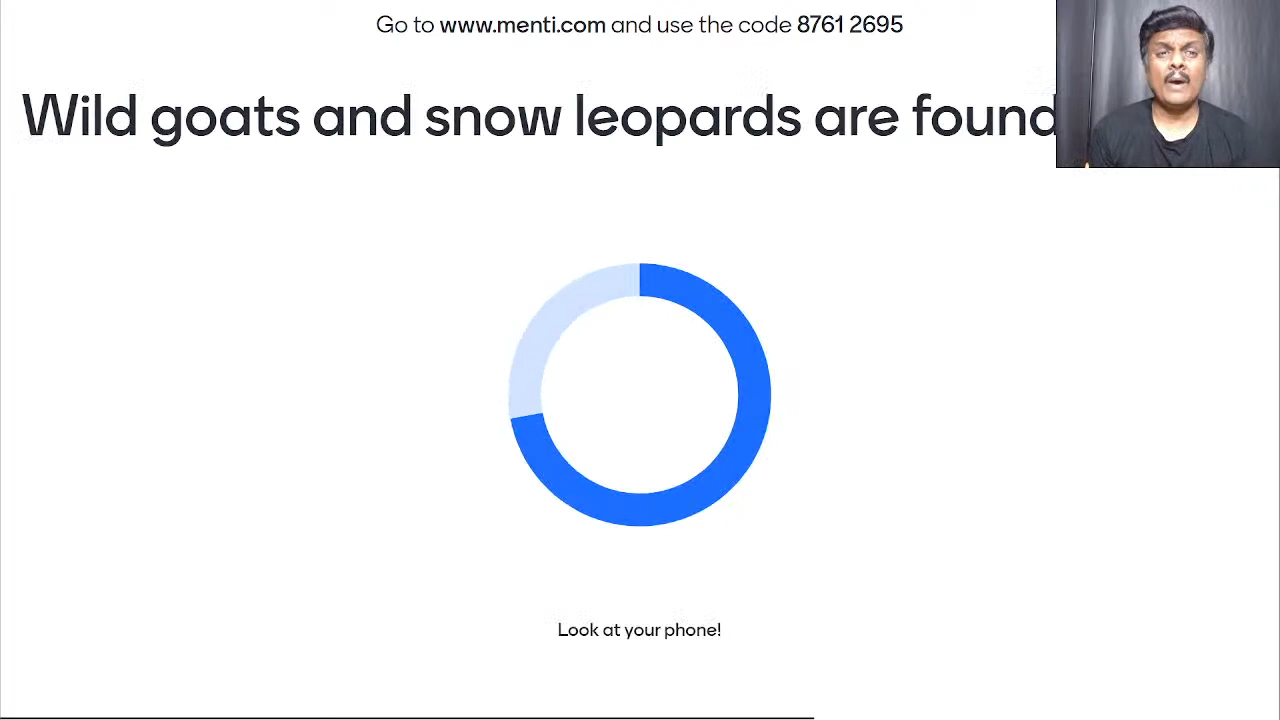 Go to www.menti.com and use the code 8761 2695
Wild goats and snow leopards are found
Look at your phone!